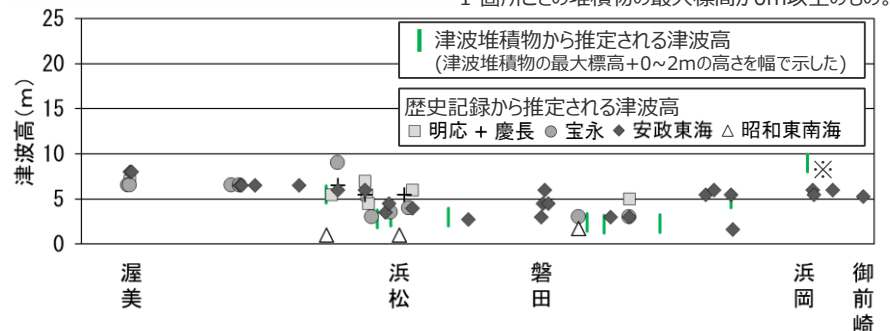 1 箇所ごとの堆積物の最大標高が8m以上のもの。
津波堆積物から推定される津波高
(津波堆積物の最大標高+0~2mの高さを幅で示した)
歴史記録から推定される津波高
明応 慶長 宝永 安政東海 昭和東南海
津波高(m)
25
20
15
10
5
0
※
渥美
浜松
磐田
浜岡
御前崎